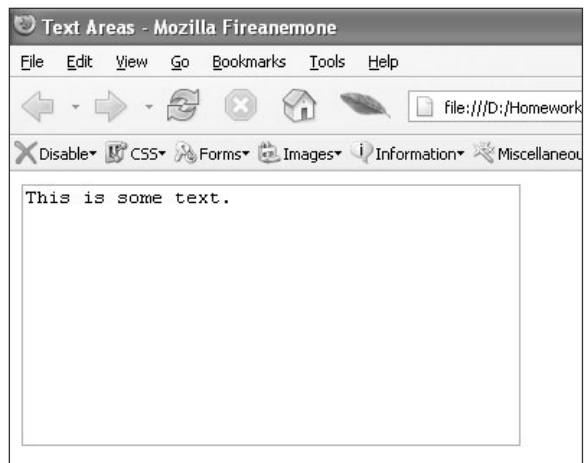 Text Areas - Mozilla Fireanemone
File Edit View Go Bookmarks Tools Help
file:///D:/Homework
Disable CSS Forms Images Information Miscellaneou
This is some text.